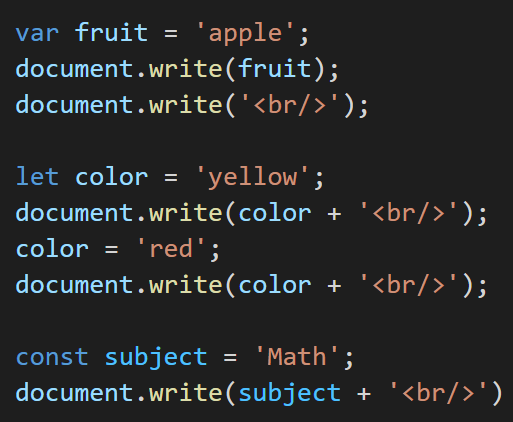 var fruit = 'apple';
document.write(fruit);
document.write('<br/>');
let color = 'yellow';
document.write(color + '<br/>');
color = 'red';
document.write(color + '<br/>');
const subject = 'Math';
document.write(subject + '<br/>')